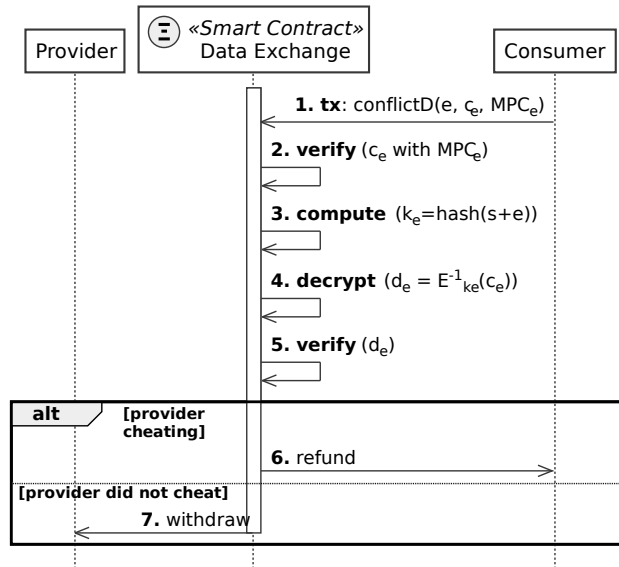 Provider
Ξ «Smart Contract»
Data Exchange
Consumer
1. tx: conflictD(e, cₑ, MPCₑ)
2. verify (cₑ with MPCₑ)
3. compute (kₑ=hash(s+e))
4. decrypt (dₑ = E⁻¹ₖₑ(cₑ))
5. verify (dₑ)
alt [provider
cheating]
6. refund
[provider did not cheat]
7. withdraw